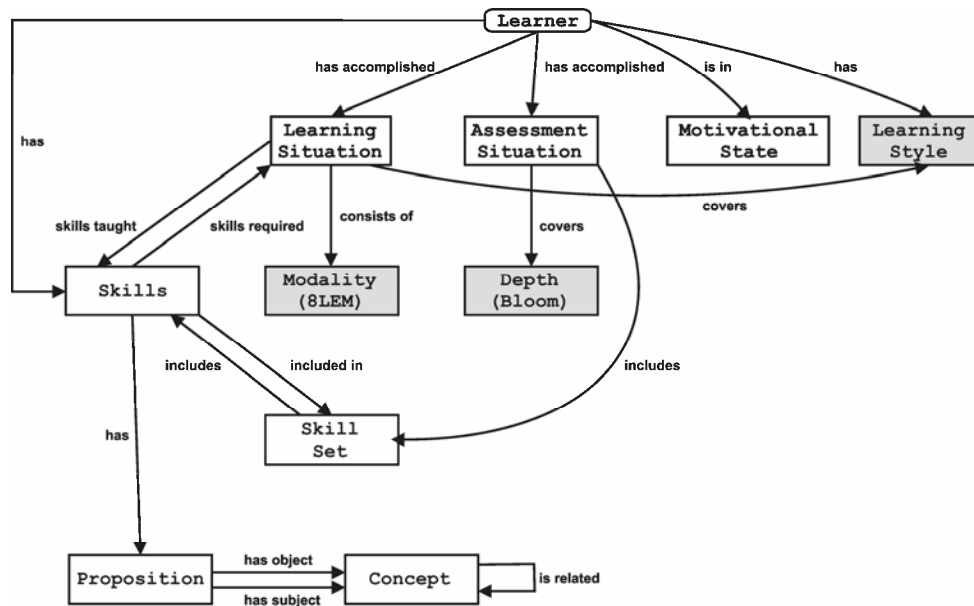 Learner
has accomplished
has accomplished
is in
has
has
Learning
Situation
Assessment
Situation
Motivational
State
Learning
Style
covers
skills taught
skills required
consists of
covers
Skills
Modality
(8LEM)
Depth
(Bloom)
includes
included in
includes
has
Skill
Set
has object
Proposition
Concept
is related
has subject